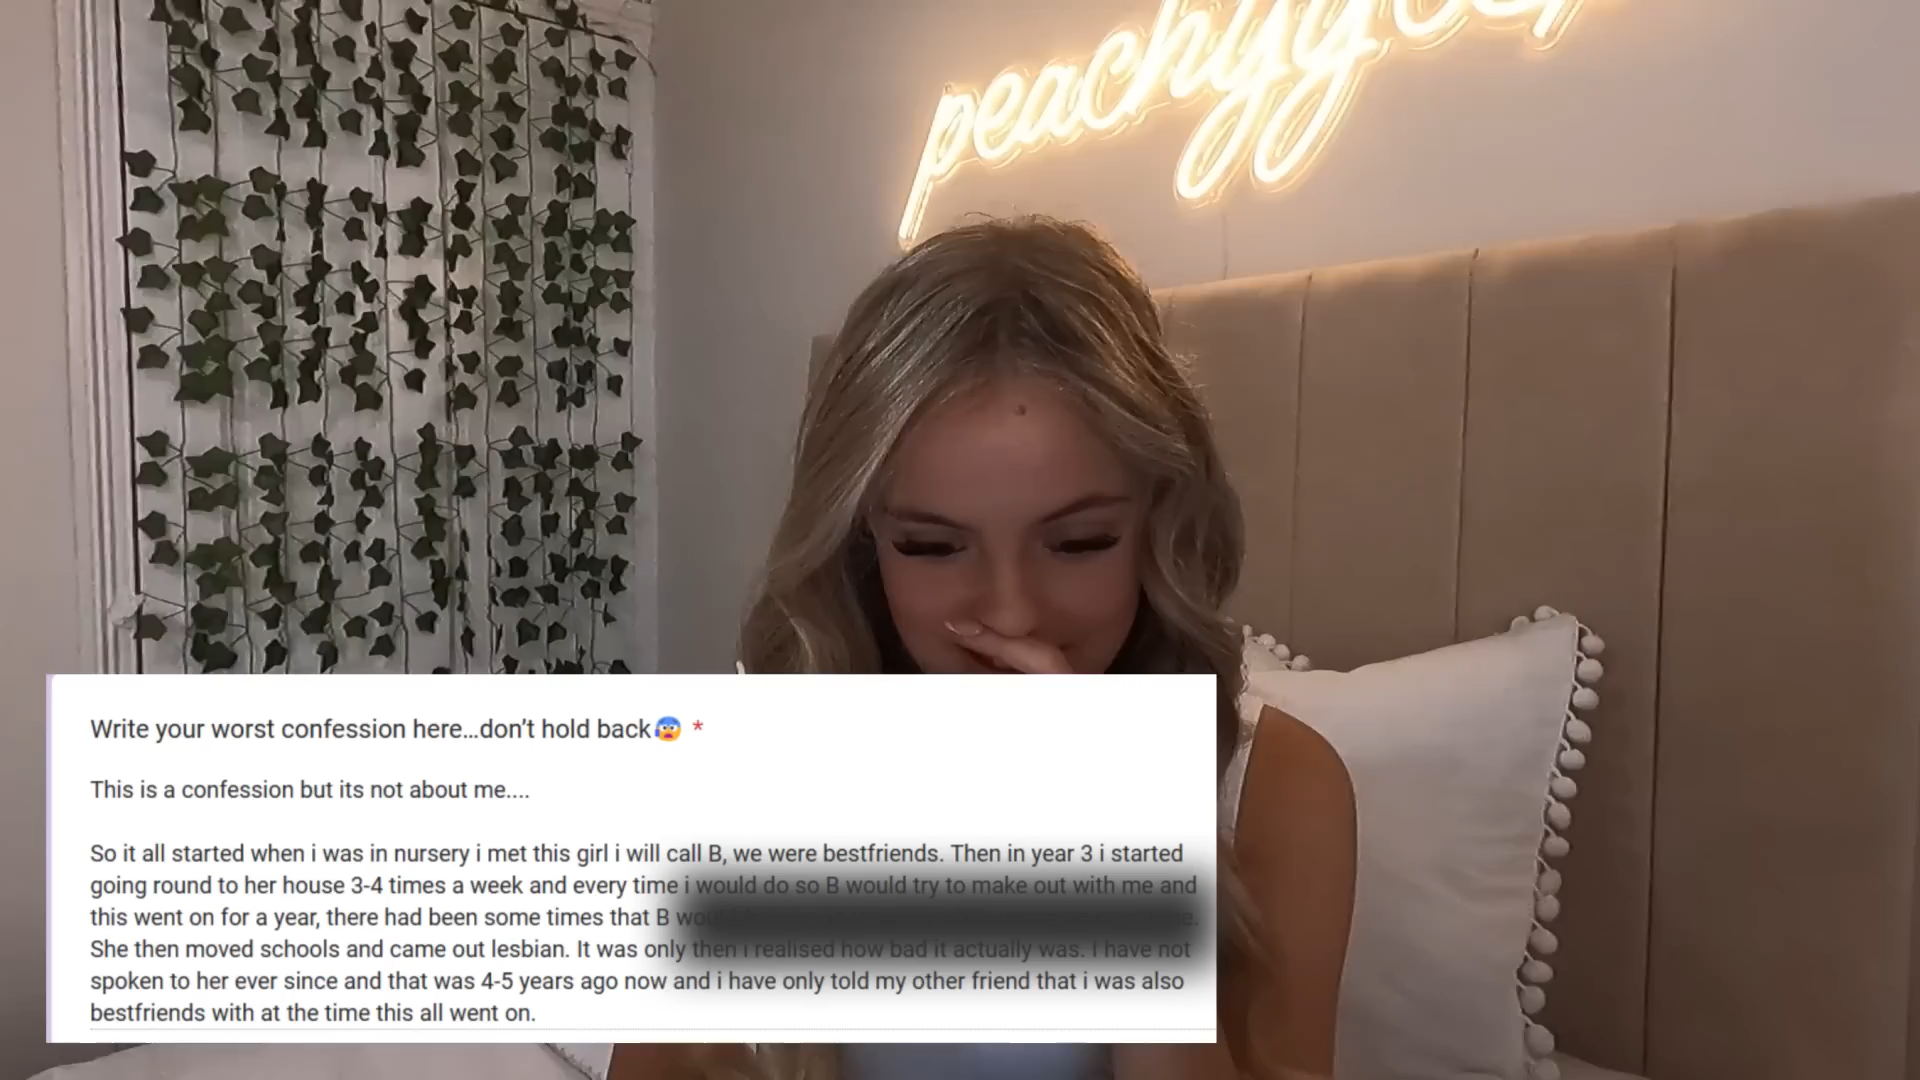 peachyy
Write your worst confession here...don't hold back😰 *
This is a confession but its not about me....
So it all started when i was in nursery i met this girl i will call B, we were bestfriends. Then in year 3 i started
going round to her house 3-4 times a week and every time i would do so B would try to make out with me and
this went on for a year, there had been some times that B
She then moved schools and came out lesbian. It was only then i realised how bad it actually was. I have not
spoken to her ever since and that was 4-5 years ago now and i have only told my other friend that i was also
bestfriends with at the time this all went on.